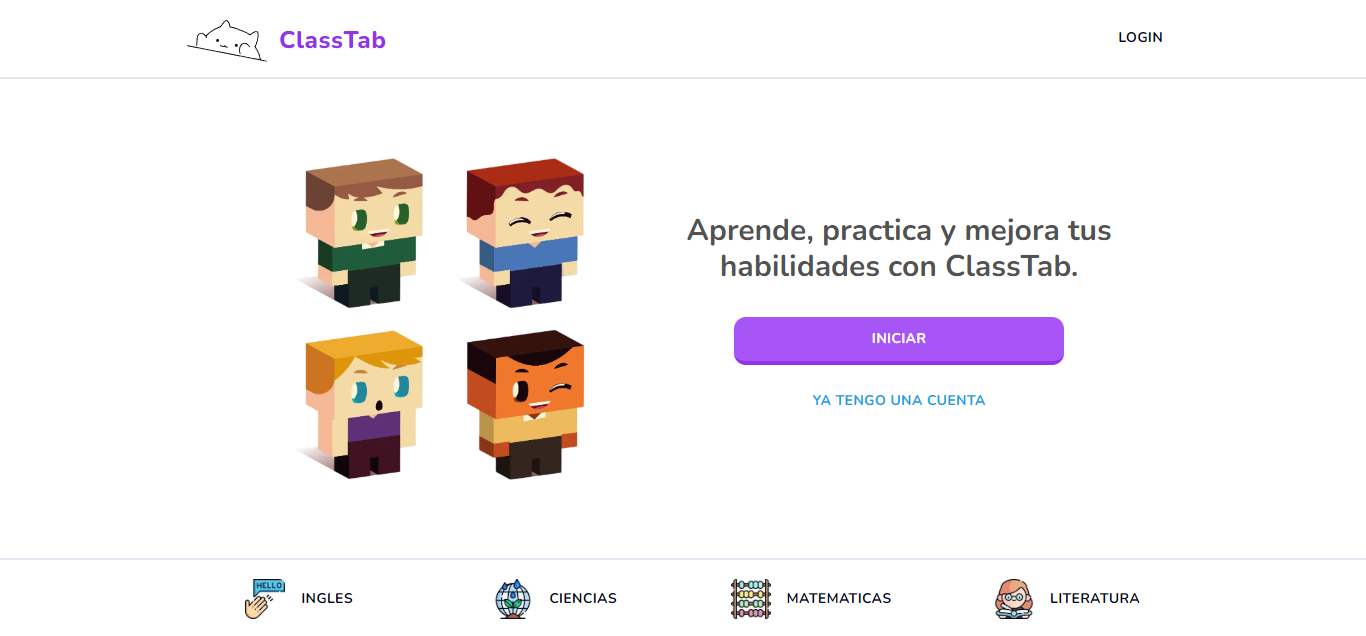 ClassTab
LOGIN
Aprende, practica y mejora tus
habilidades con ClassTab.
INICIAR
YA TENGO UNA CUENTA
HELLO
INGLES
CIENCIAS
MATEMATICAS
LITERATURA